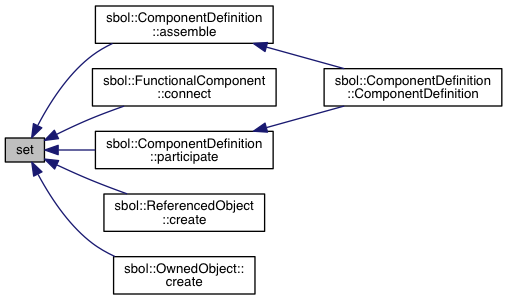 sbol::ComponentDefinition
::assemble
sbol::FunctionalComponent
::connect
sbol::ComponentDefinition
::ComponentDefinition
set
sbol::ComponentDefinition
::participate
sbol::ReferencedObject
::create
sbol::OwnedObject::
create